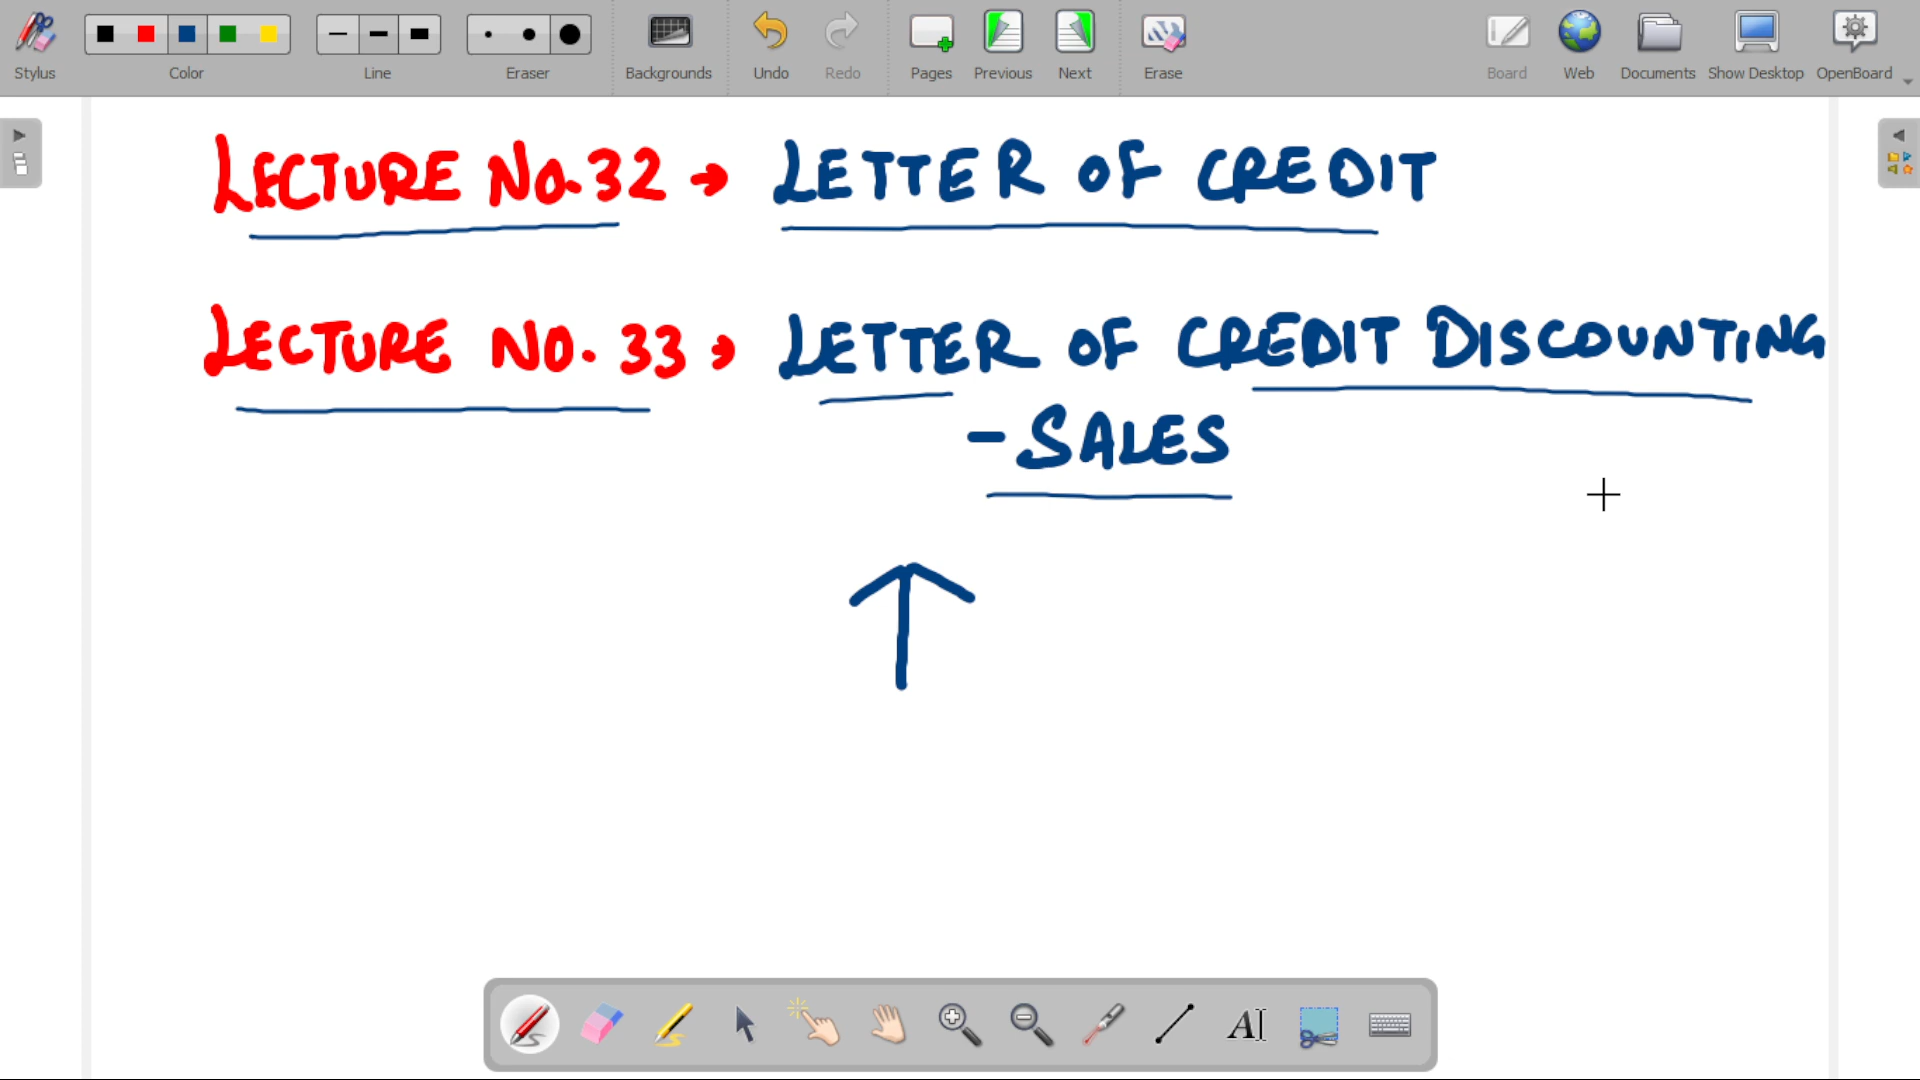 Stylus Color Line Eraser Backgrounds Undo Redo Pages Previous Next Erase Board Web Documents Show Desktop OpenBoard
LECTURE NO.32 → LETTER OF CREDIT
LECTURE NO. 33 → LETTER OF CREDIT DISCOUNTING
- SALES